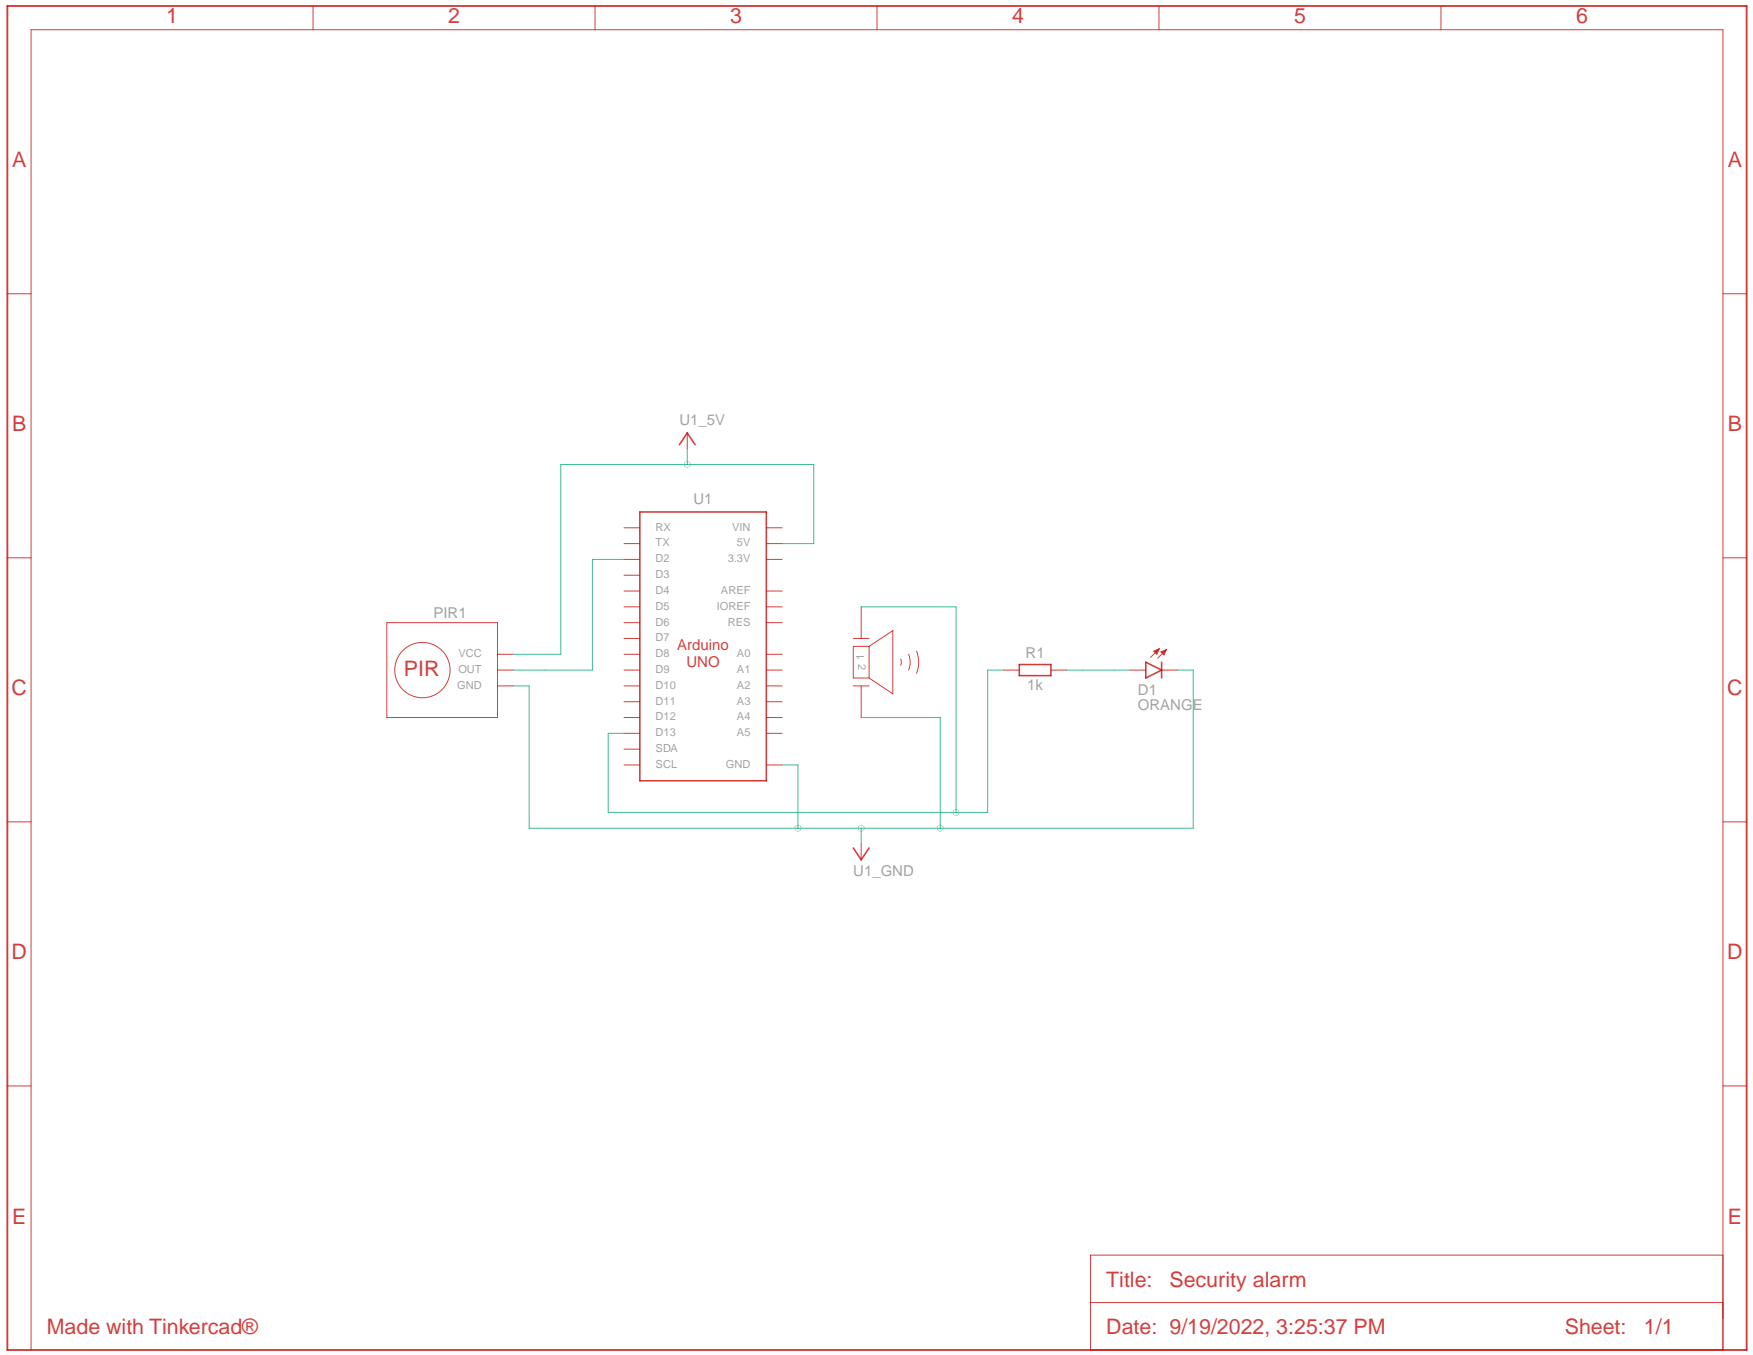 1 2 3 4 5 6
A A
B B
U1_5V
U1
RX VIN
TX 5V
D2 3.3V
D3
D4 AREF
D5 IOREF
PIR1
D6 RES
D7
Arduino
R1
VCC D8 A0
UNO
PIR OUT D9 A1
1 2
GND D10 A2
1k
C C
D1
D11 A3
ORANGE
D12 A4
D13 A5
SDA
SCL GND
U1_GND
D D
E E
Title: Security alarm
Made with Tinkercad®
Date: 9/19/2022, 3:25:37 PM Sheet: 1/1